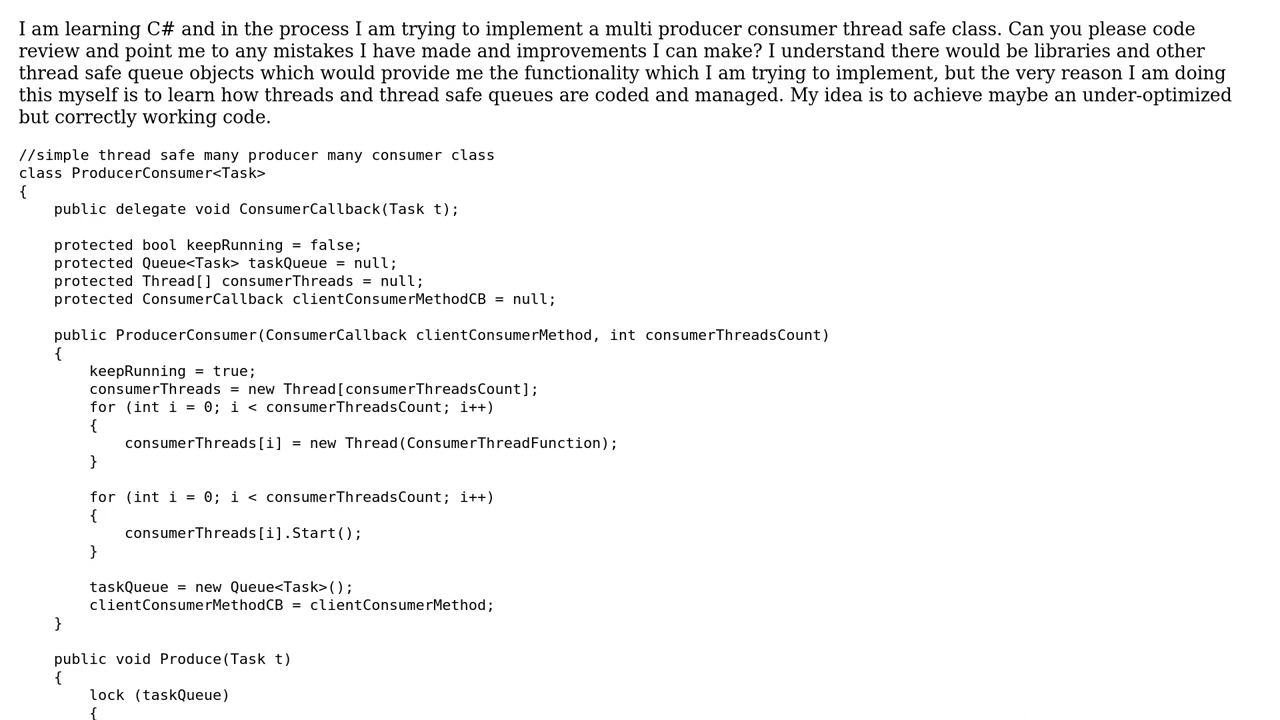 I am learning C# and in the process I am trying to implement a multi producer consumer thread safe class. Can you please code
review and point me to any mistakes I have made and improvements I can make? I understand there would be libraries and other
thread safe queue objects which would provide me the functionality which I am trying to implement, but the very reason I am doing
this myself is to learn how threads and thread safe queues are coded and managed. My idea is to achieve maybe an under-optimized
but correctly working code.
//simple thread safe many producer many consumer class
class ProducerConsumer<Task>
{
    public delegate void ConsumerCallback(Task t);
    protected bool keepRunning = false;
    protected Queue<Task> taskQueue = null;
    protected Thread[] consumerThreads = null;
    protected ConsumerCallback clientConsumerMethodCB = null;
    public ProducerConsumer(ConsumerCallback clientConsumerMethod, int consumerThreadsCount)
    {
        keepRunning = true;
        consumerThreads = new Thread[consumerThreadsCount];
        for (int i = 0; i < consumerThreadsCount; i++)
        {
            consumerThreads[i] = new Thread(ConsumerThreadFunction);
        }
        for (int i = 0; i < consumerThreadsCount; i++)
        {
            consumerThreads[i].Start();
        }
        taskQueue = new Queue<Task>();
        clientConsumerMethodCB = clientConsumerMethod;
    }
    public void Produce(Task t)
    {
        lock (taskQueue)
        {